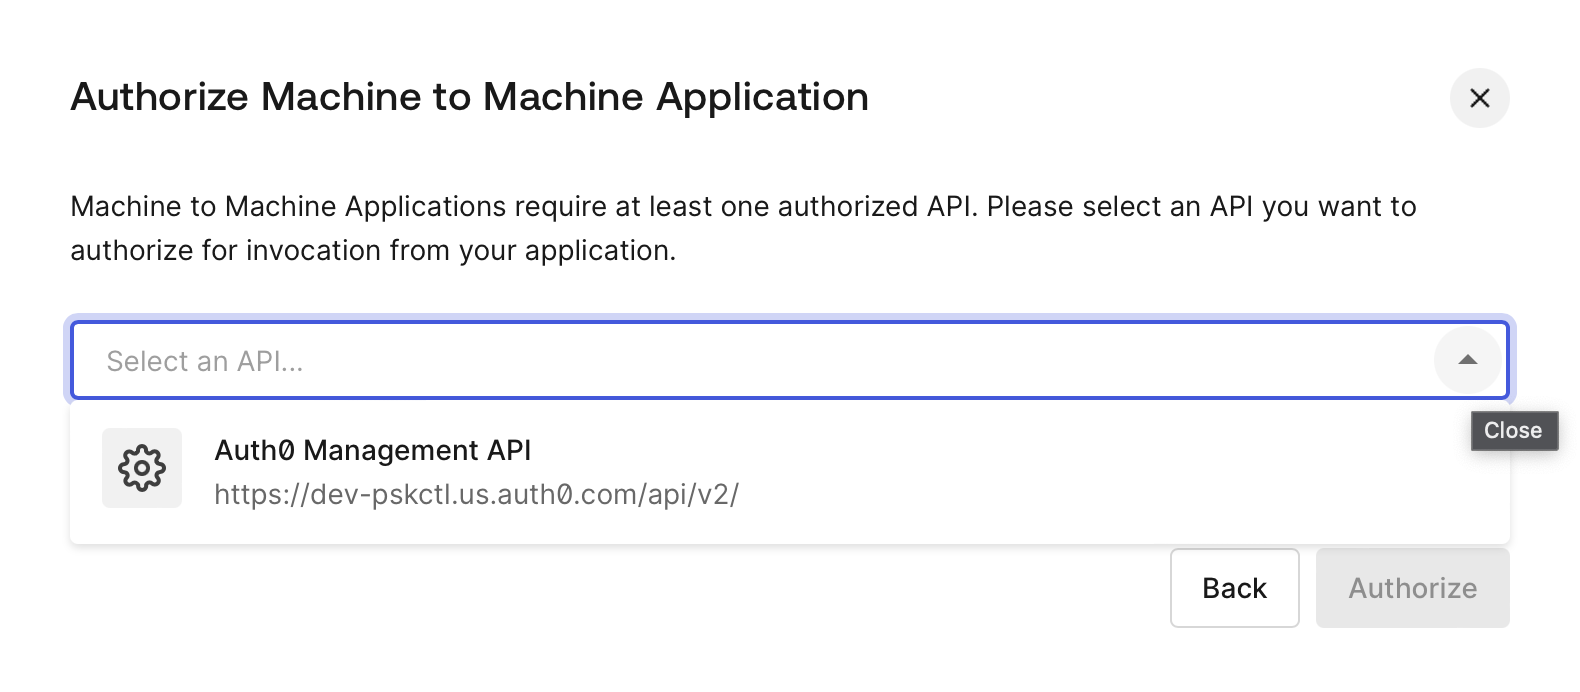 Authorize Machine to Machine Application
Machine to Machine Applications require at least one authorized API. Please select an API you want to
authorize for invocation from your application.
Select an API...
Close
Auth0 Management API
https://dev-pskctl.us.auth0.com/api/v2/
Back
Authorize